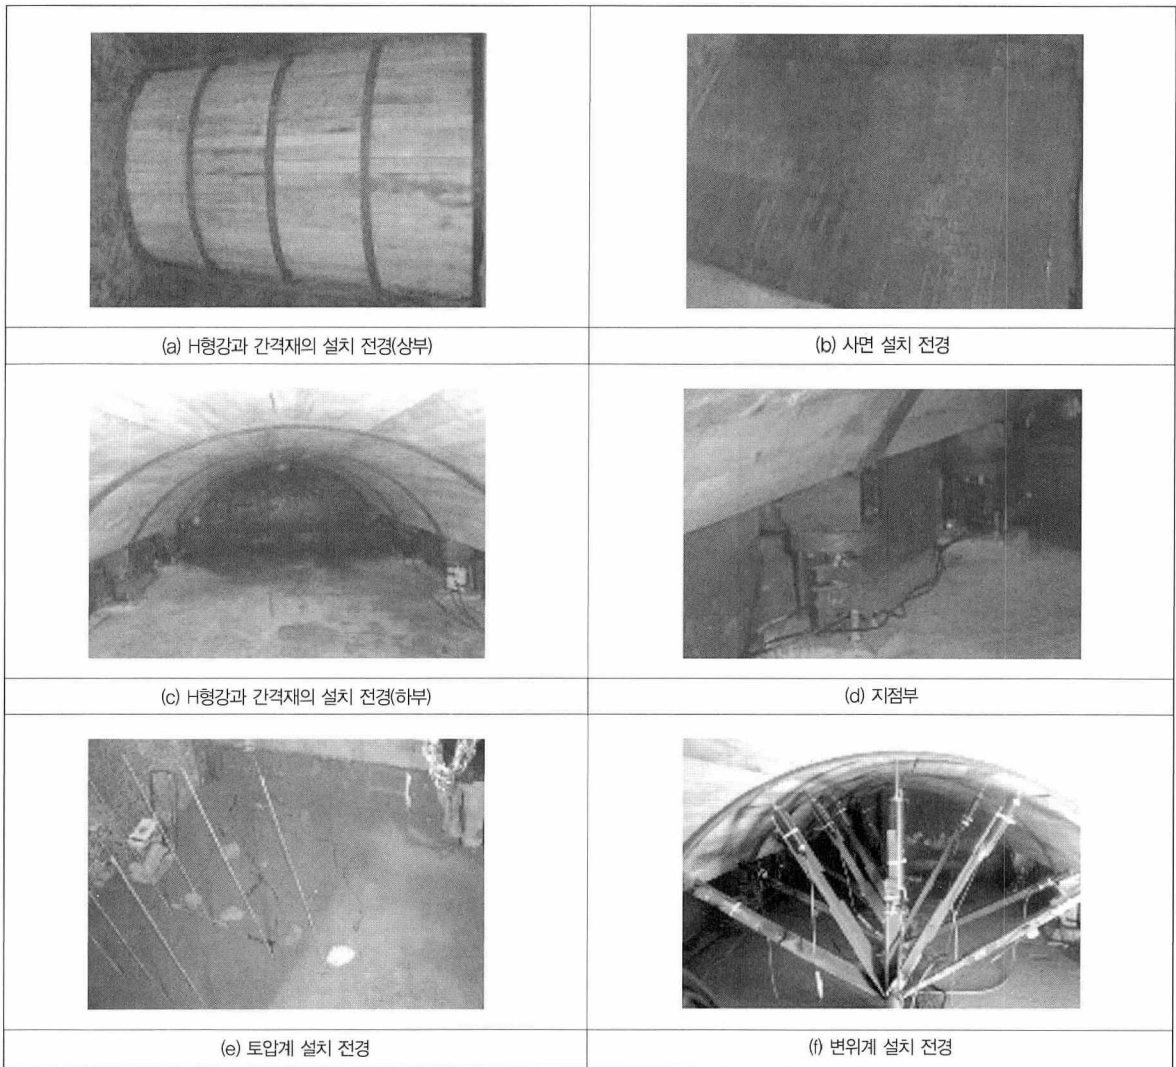 (a) H형강과 간격재의 설치 전경(상부)
(b) 사면 설치 전경
(c) H형강과 간격재의 설치 전경(하부)
(d) 지점부
(e) 토압계 설치 전경
(f) 변위계 설치 전경